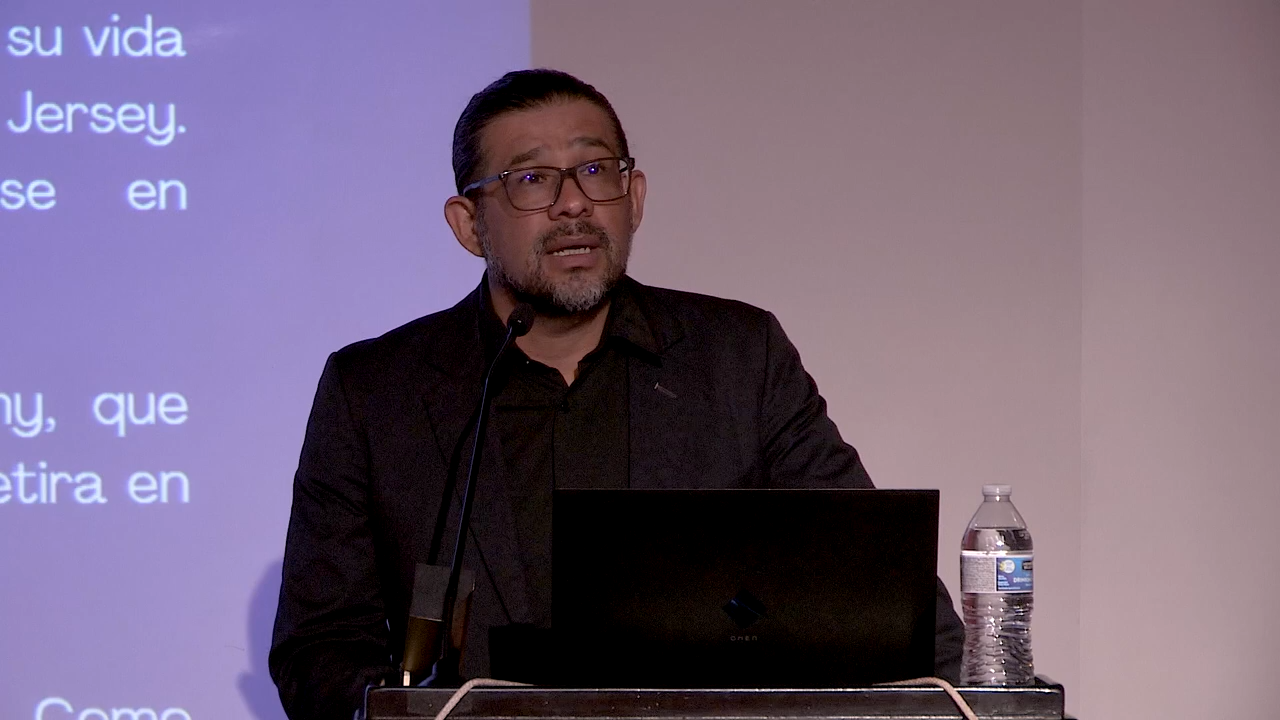 su vida
Jersey.
se en
ny, que
etira en
Como
OMEN